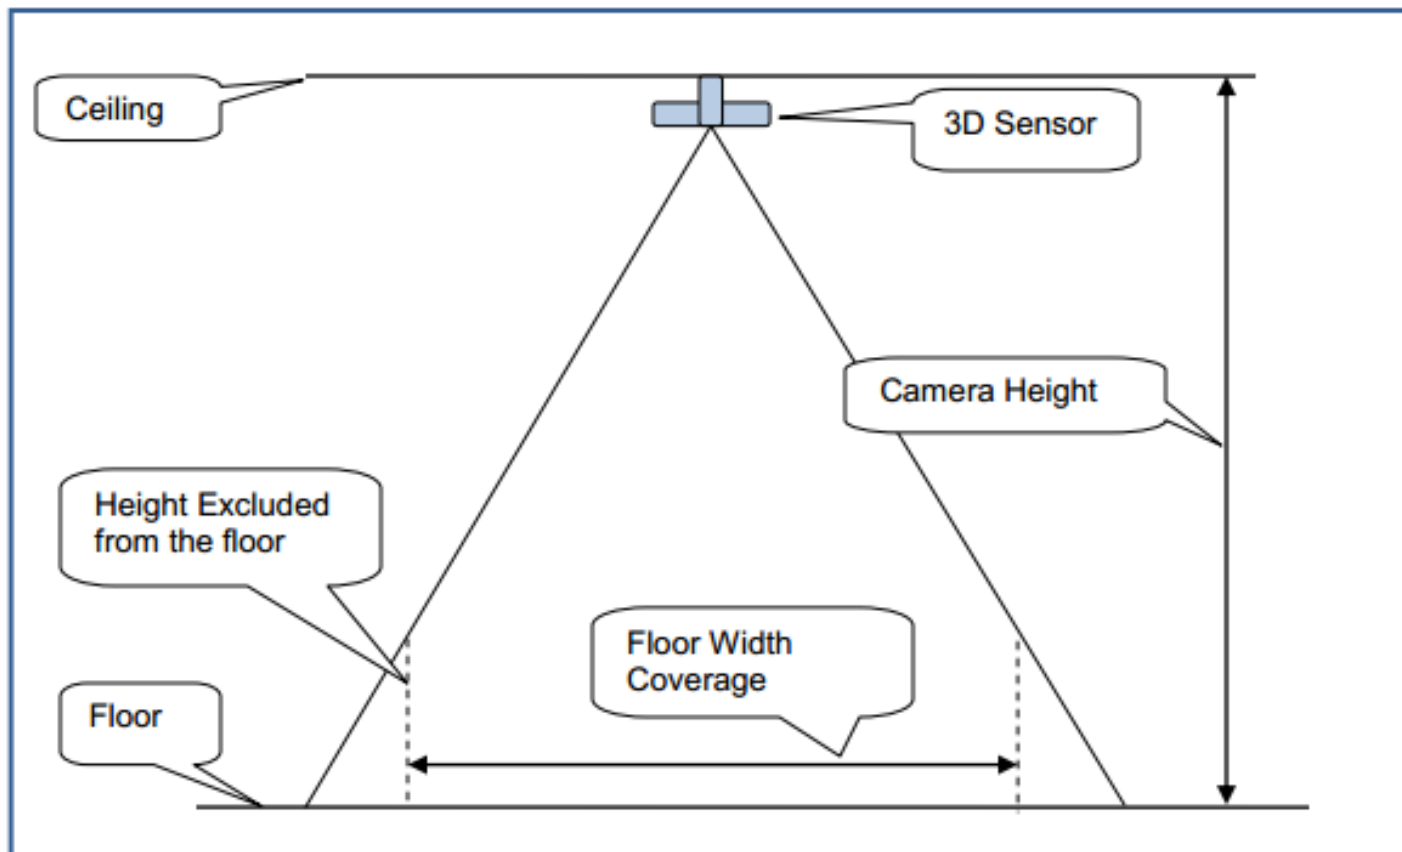 Ceiling
3D Sensor
Camera Height
Height Excluded
from the floor
Floor Width
Coverage
Floor